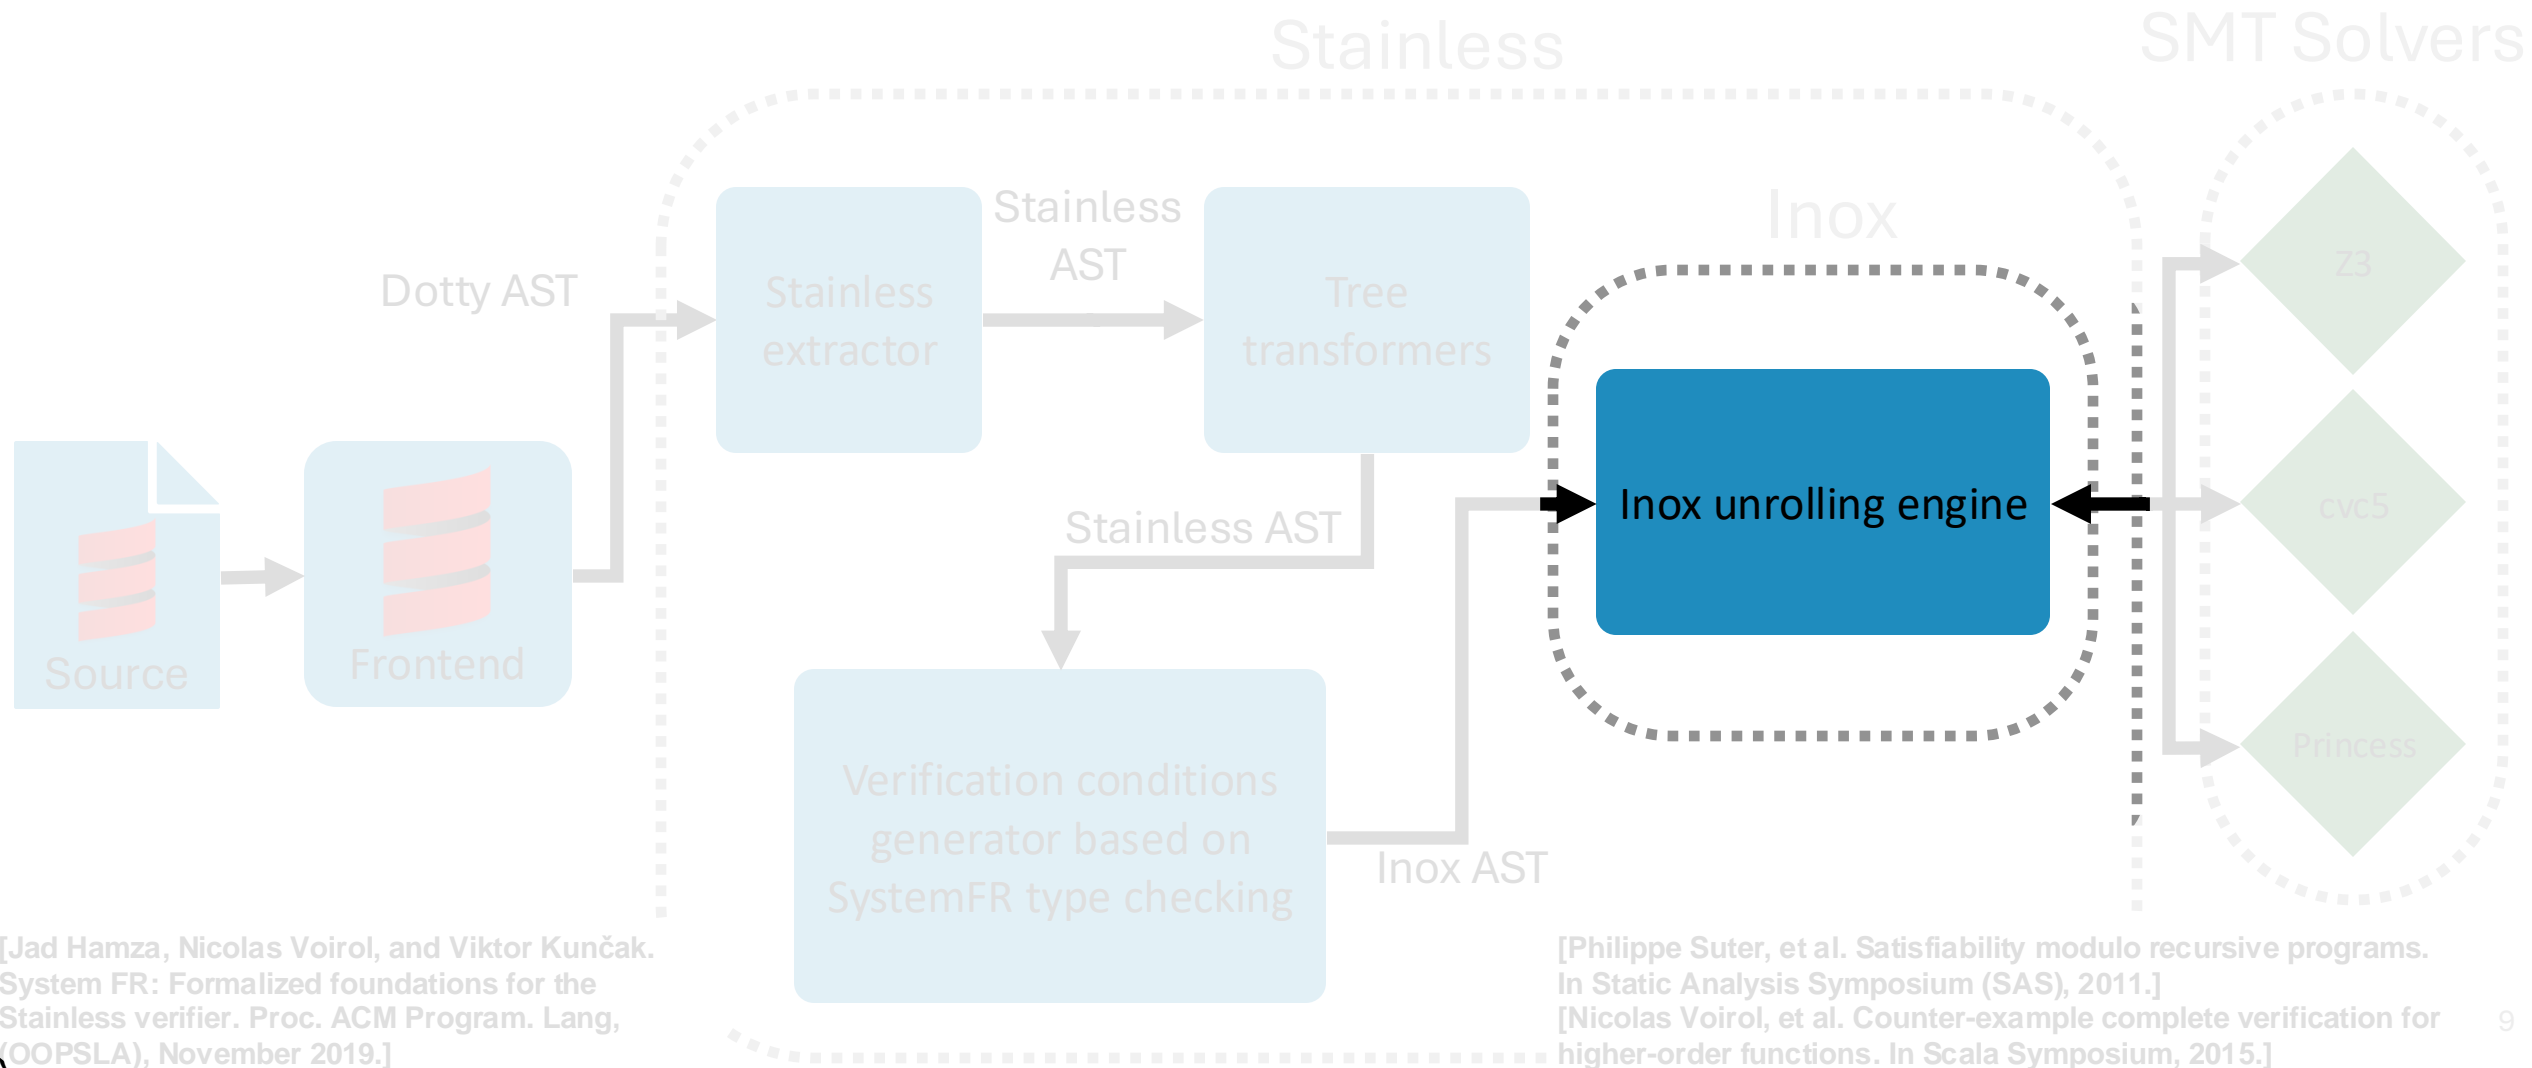 Stainless
SMT Solvers
Stainless
AST
Inox
Dotty AST
Stainless
extractor
Tree
transformers
Z3
Inox unrolling engine
cvc5
Stainless AST
Source
Frontend
Princess
Verification conditions
generator based on
SystemFR type checking
Inox AST
[Jad Hamza, Nicolas Voirol, and Viktor Kunčak.
System FR: Formalized foundations for the
Stainless verifier. Proc. ACM Program. Lang,
(OOPSLA), November 2019.]
[Philippe Suter, et al. Satisfiability modulo recursive programs.
In Static Analysis Symposium (SAS), 2011.]
[Nicolas Voirol, et al. Counter-example complete verification for
higher-order functions. In Scala Symposium, 2015.]
9